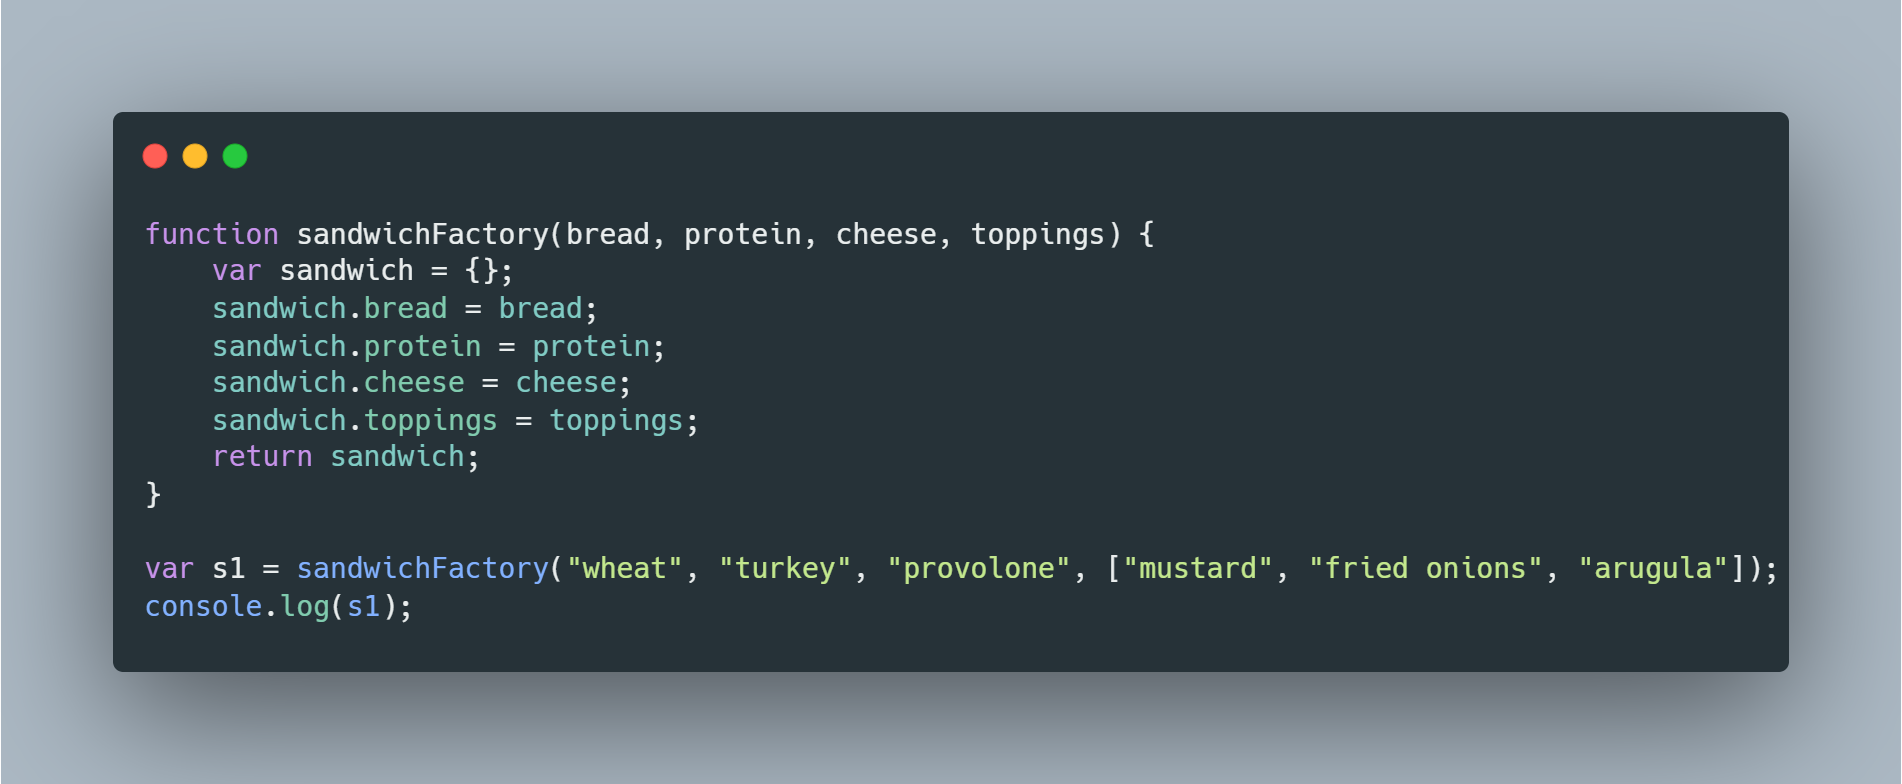 function sandwichFactory(bread, protein, cheese, toppings) {
    var sandwich = {};
    sandwich.bread = bread;
    sandwich.protein = protein;
    sandwich.cheese = cheese;
    sandwich.toppings = toppings;
    return sandwich;
}

var s1 = sandwichFactory("wheat", "turkey", "provolone", ["mustard", "fried onions", "arugula"]);
console.log(s1);